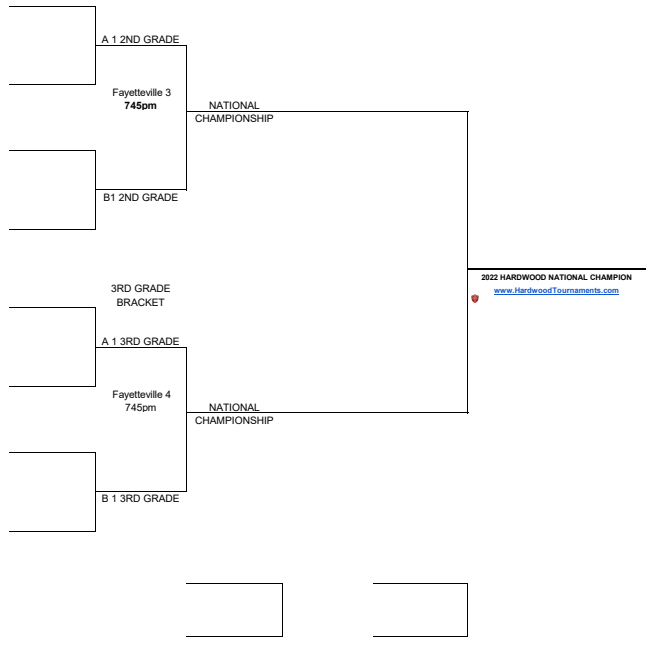 A 1 2ND GRADE
Fayetteville 3
745pm
NATIONAL
CHAMPIONSHIP
B1 2ND GRADE
2022 HARDWOOD NATIONAL CHAMPION
www.HardwoodTournaments.com
3RD GRADE
BRACKET
A 1 3RD GRADE
Fayetteville 4
745pm
NATIONAL
CHAMPIONSHIP
B 1 3RD GRADE